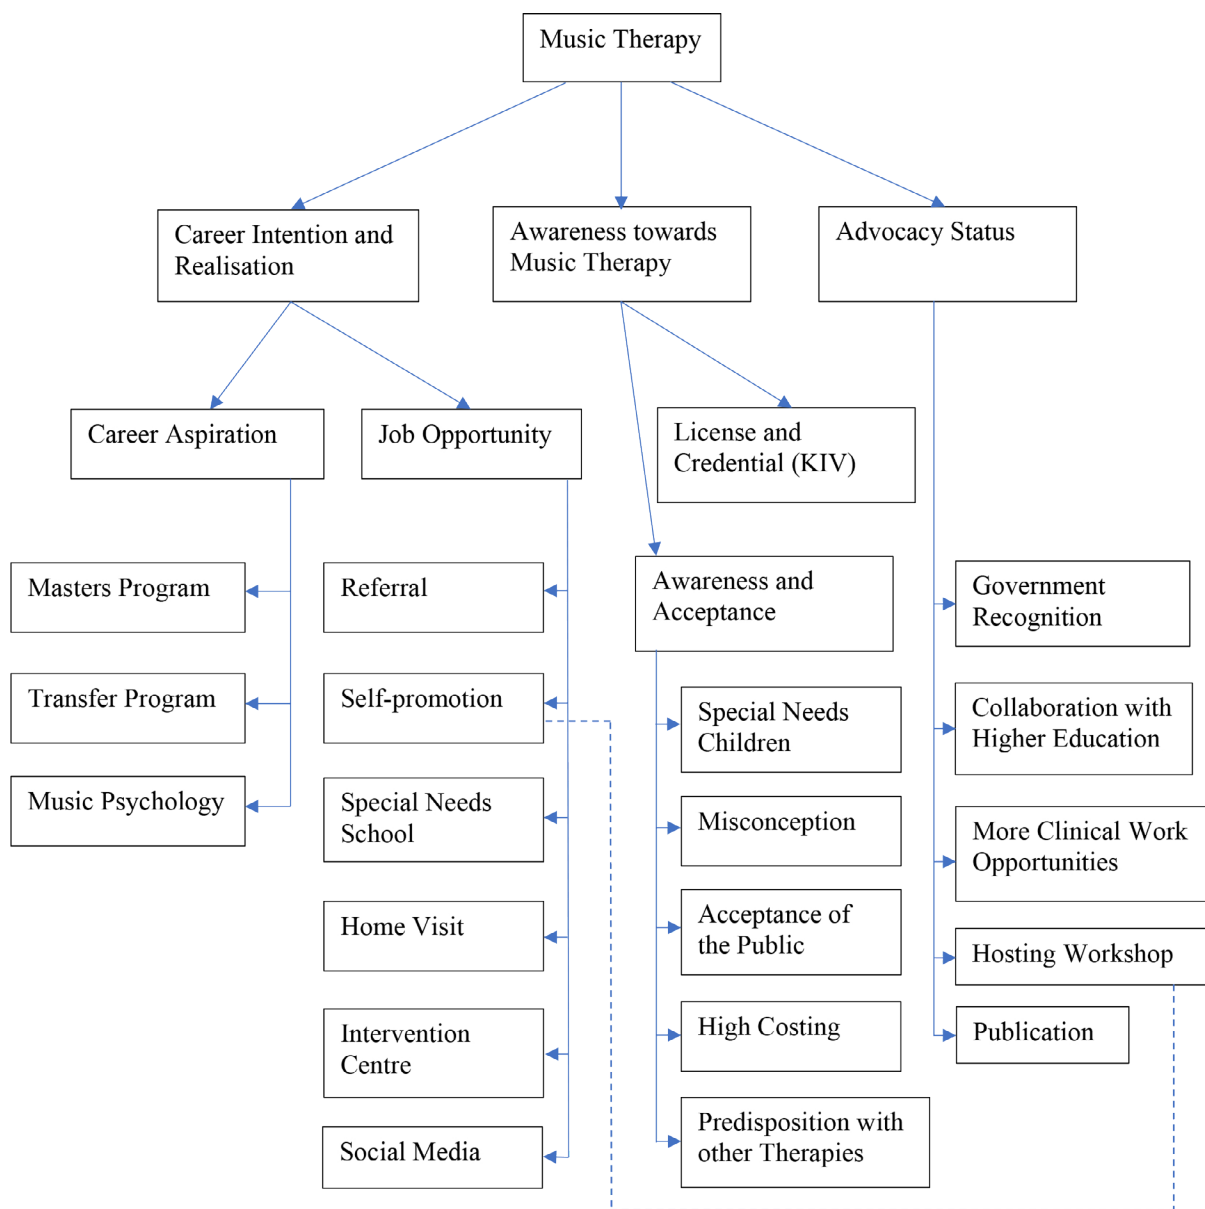 Music Therapy
Career Intention and
Realisation
Awareness towards
Music Therapy
Advocacy Status
Career Aspiration
Job Opportunity
License and
Credential (KIV)
Masters Program
Transfer Program
Music Psychology
Referral
Self-promotion
Special Needs
School
Home Visit
Intervention
Centre
Social Media
Awareness and
Acceptance
Special Needs
Children
Misconception
Acceptance of
the Public
High Costing
Predisposition with
other Therapies
Government
Recognition
Collaboration with
Higher Education
More Clinical Work
Opportunities
Hosting Workshop
Publication